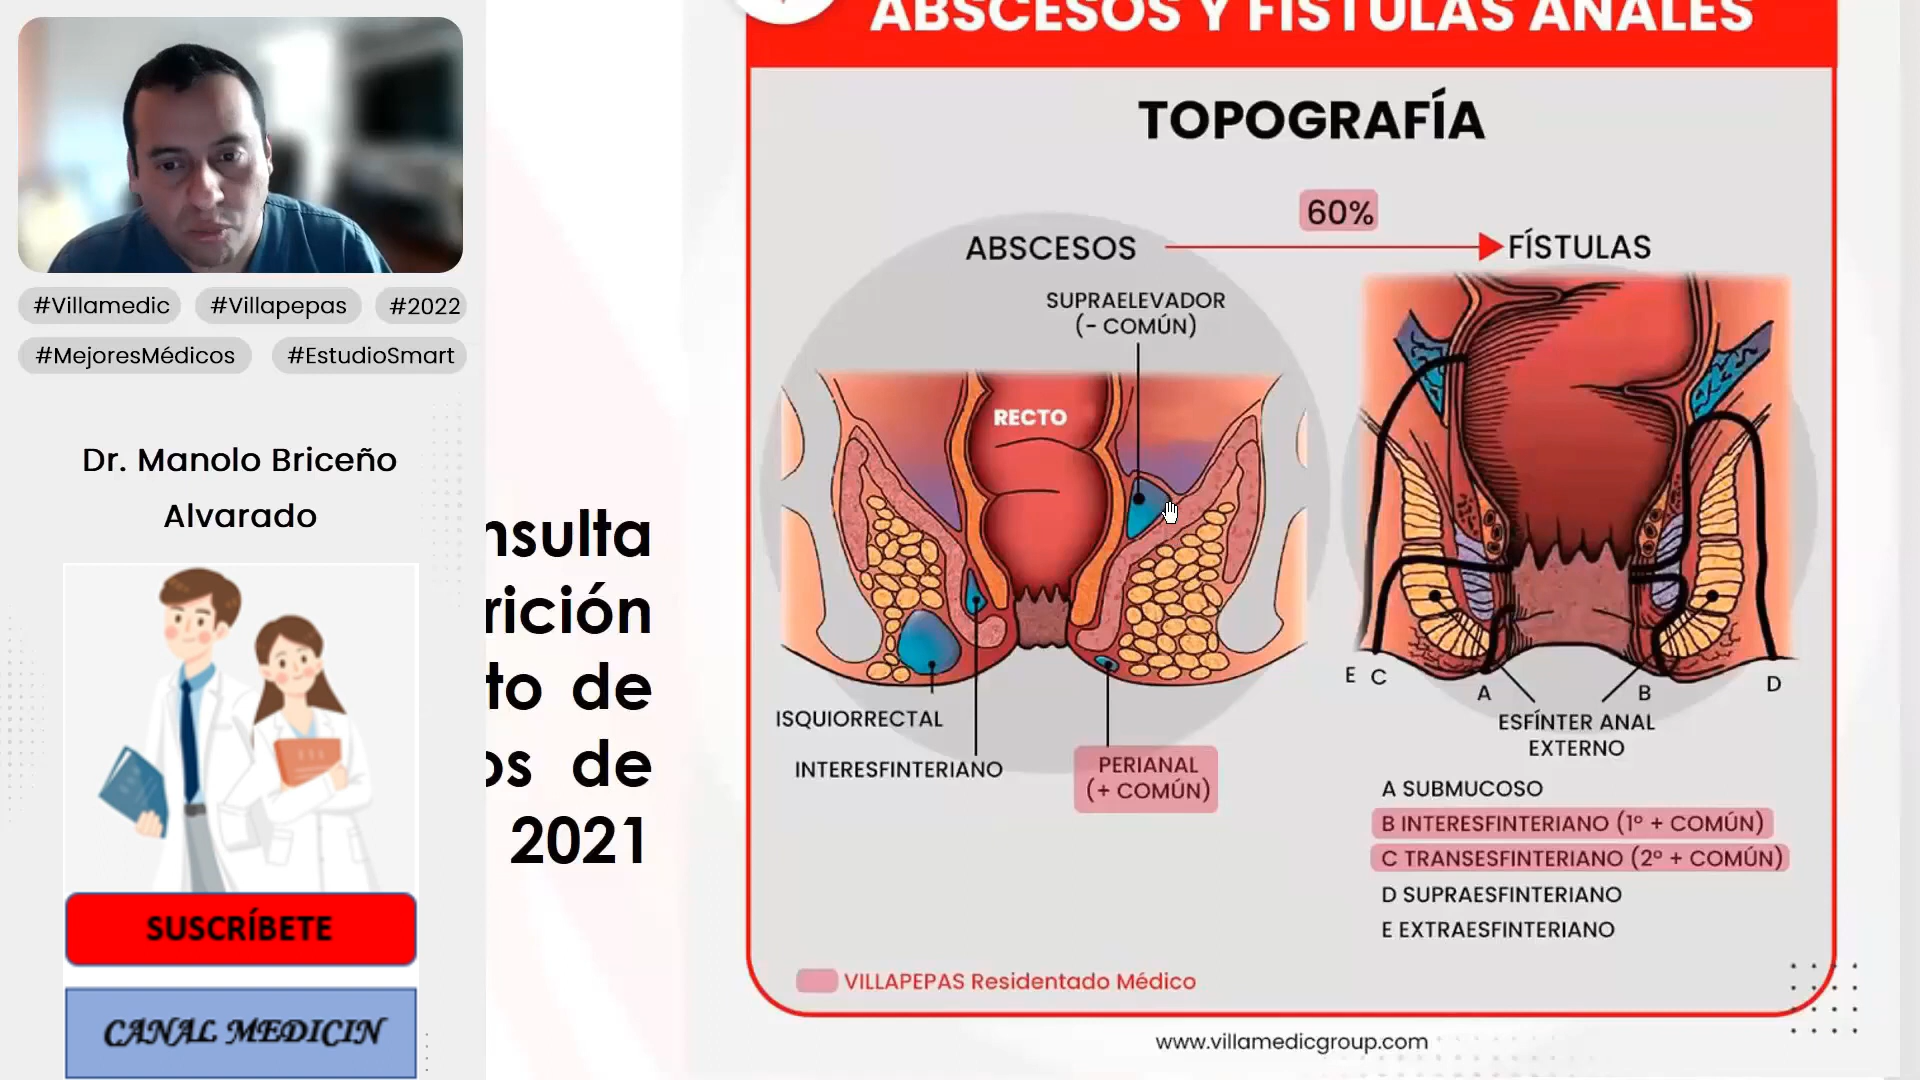 #Villamedic #Villapepas #2022
#MejoresMédicos #EstudioSmart
Dr. Manolo Briceño
Alvarado
SUSCRÍBETE
CANAL MEDICIN
nsulta
rición
to de
os de
2021
ABSCESOS Y FÍSTULAS ANALES
TOPOGRAFÍA
60%
ABSCESOS
FÍSTULAS
SUPRAELEVADOR
(- COMÚN)
RECTO
ISQUIORRECTAL
INTERESFINTERIANO
PERIANAL
(+ COMÚN)
E C A B D
ESFÍNTER ANAL
EXTERNO
A SUBMUCOSO
B INTERESFINTERIANO (1º + COMÚN)
C TRANSESFINTERIANO (2º + COMÚN)
D SUPRAESFINTERIANO
E EXTRAESFINTERIANO
VILLAPEPAS Residentado Médico
www.villamedicgroup.com